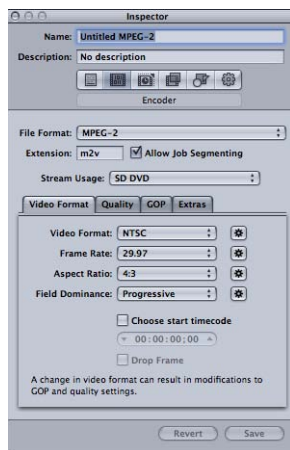 Inspector
Name: Untitled MPEG-2
Description: No description
Encoder
File Format: MPEG-2
Extension: m2v Allow Job Segmenting
Stream Usage: SD DVD
Video Format Quality GOP Extras
Video Format: NTSC
Frame Rate: 29.97
Aspect Ratio: 4:3
Field Dominance: Progressive
Choose start timecode
00:00:00;00
Drop Frame
A change in video format can result in modifications to
GOP and quality settings.
Revert Save